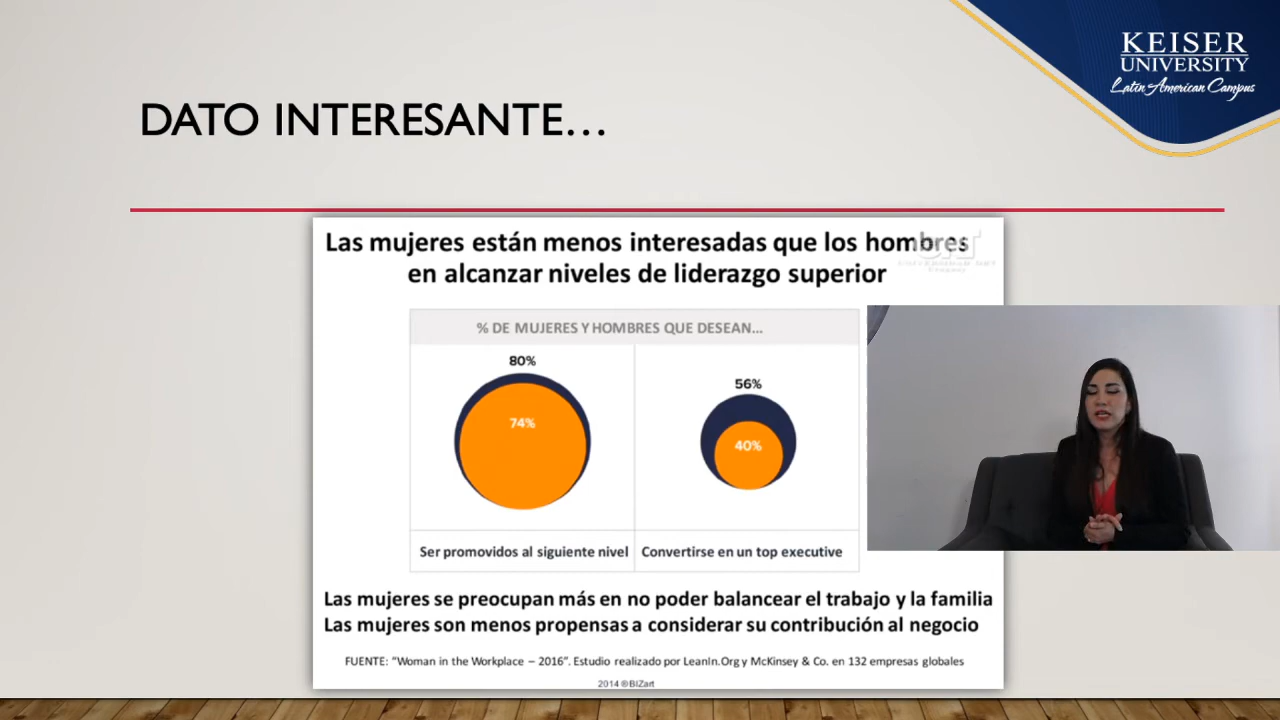 KEISER
UNIVERSITY
Latin American Campus
DATO INTERESANTE...
Las mujeres están menos interesadas que los hombres
en alcanzar niveles de liderazgo superior
% DE MUJERES Y HOMBRES QUE DESEAN...
80%
74%
56%
40%
Ser promovidos al siguiente nivel
Convertirse en un top executive
Las mujeres se preocupan más en no poder balancear el trabajo y la familia
Las mujeres son menos propensas a considerar su contribución al negocio
FUENTE: “Woman in the Workplace – 2016”. Estudio realizado por LeanIn.Org y McKinsey & Co. en 132 empresas globales
2014 ®BIZart